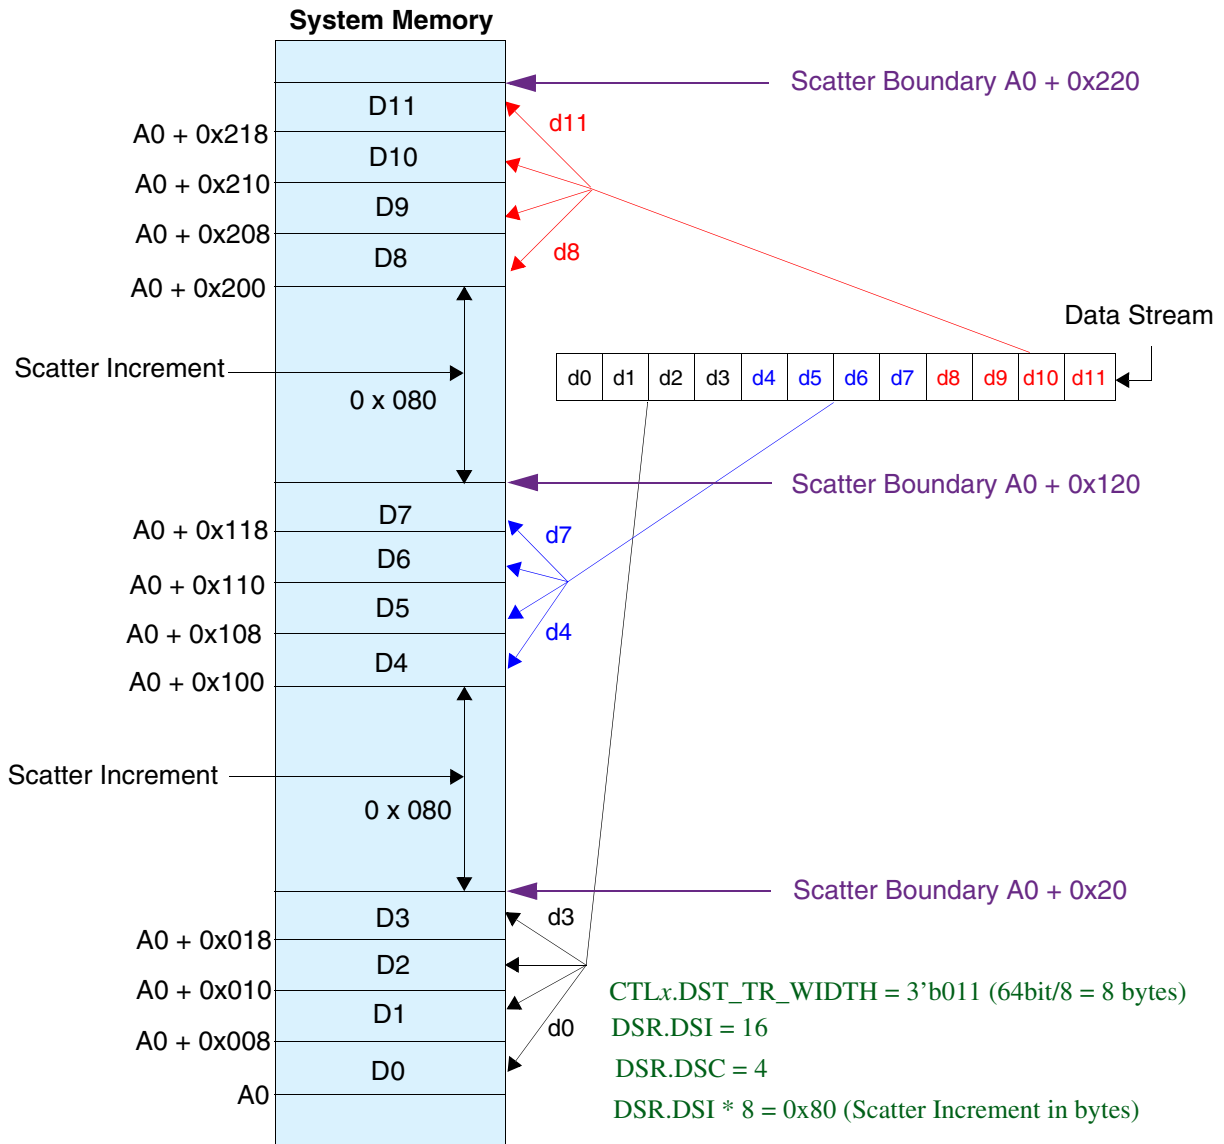 System Memory
Scatter Boundary A0 + 0x220
D11
d11
A0 + 0x218
D10
A0 + 0x210
D9
A0 + 0x208
d8
D8
A0 + 0x200
Data Stream
Scatter Increment
0 x 080
d0 d1 d2 d3 d4 d5 d6 d7 d8 d9 d10 d11
Scatter Boundary A0 + 0x120
D7
A0 + 0x118
d7
D6
A0 + 0x110
D5
A0 + 0x108
d4
D4
A0 + 0x100
Scatter Increment
0 x 080
Scatter Boundary A0 + 0x20
D3
d3
A0 + 0x018
D2
A0 + 0x010
CTLx.DST_TR_WIDTH = 3’b011 (64bit/8 = 8 bytes)
D1
d0
DSR.DSI = 16
A0 + 0x008
D0
DSR.DSC = 4
A0
DSR.DSI * 8 = 0x80 (Scatter Increment in bytes)